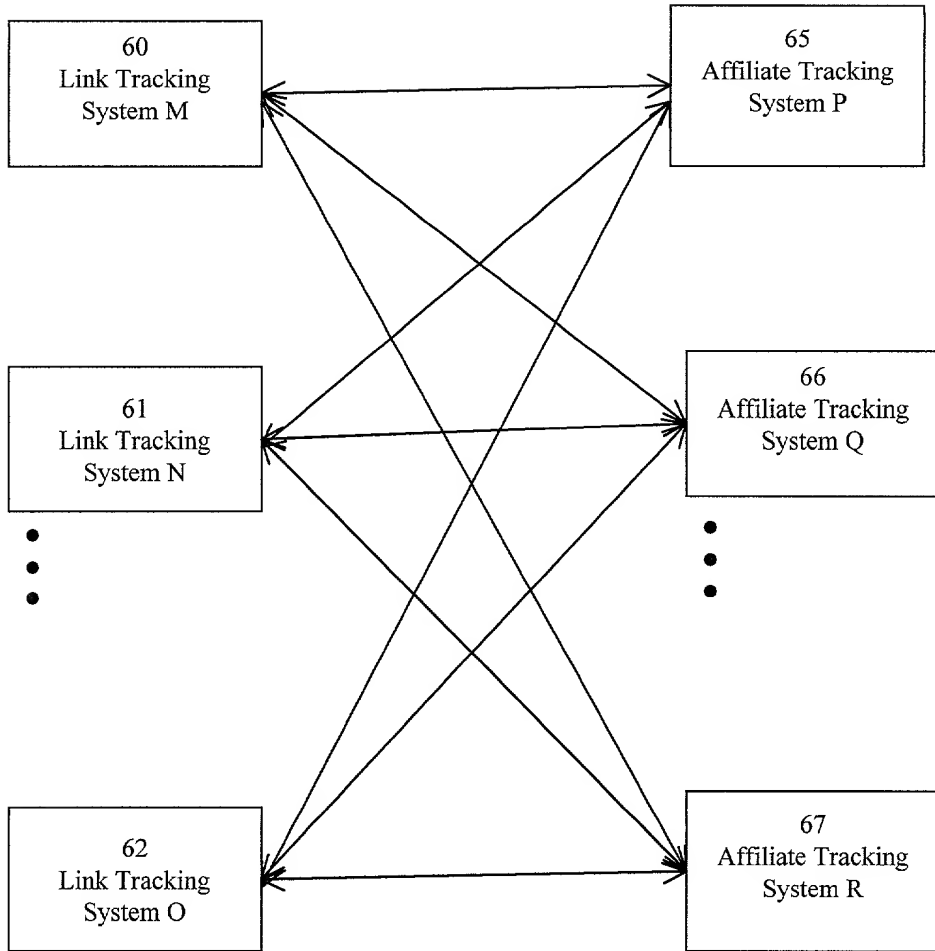 60
Link Tracking
System M
65
Affiliate Tracking
System P
61
Link Tracking
System N
66
Affiliate Tracking
System Q
62
Link Tracking
System O
67
Affiliate Tracking
System R